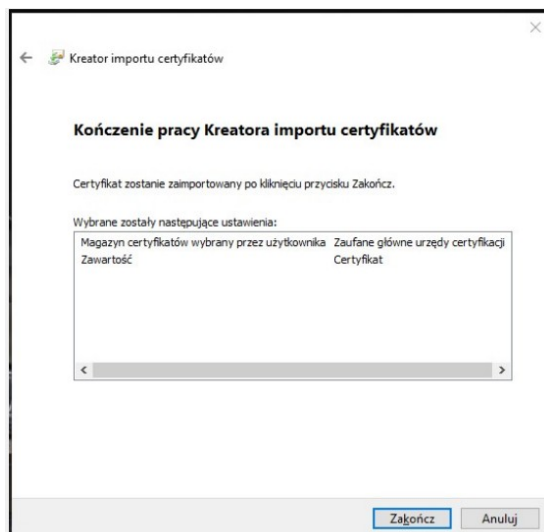 Kreator importu certyfikatów
Kończenie pracy Kreatora importu certyfikatów
Certyfikat zostanie zaimportowany po kliknięciu przycisku Zakończ.
Wybrane zostały następujące ustawienia:
Magazyn certyfikatów wybrany przez użytkownika Zaufane główne urzędy certyfikacji
Zawartość Certyfikat
Zakończ Anuluj